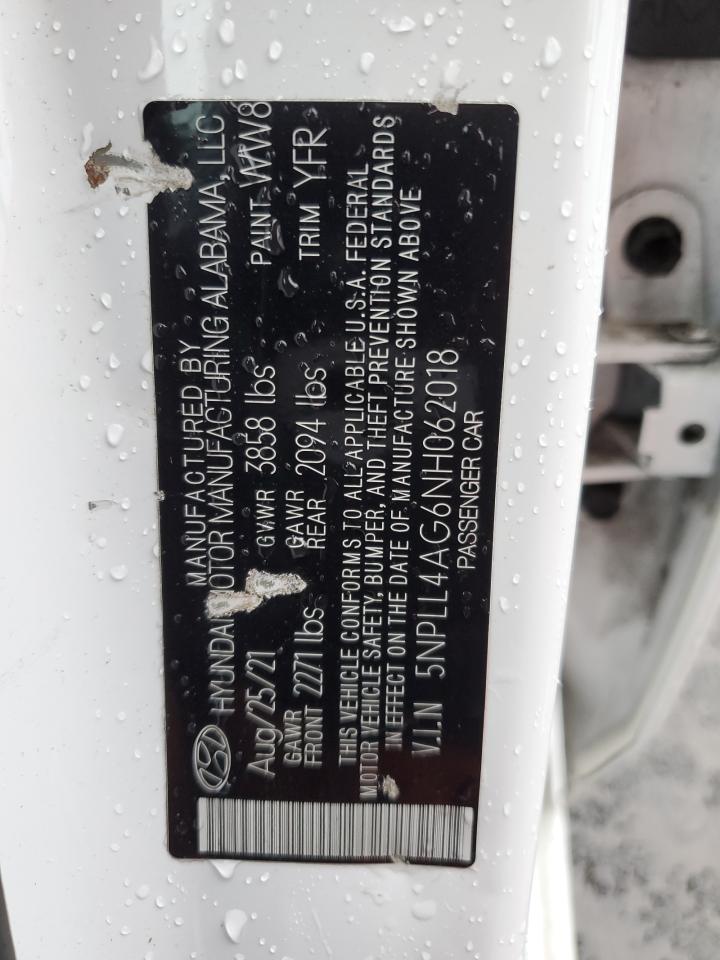 MANUFACTURED BY
HYUNDAI MOTOR MANUFACTURING ALABAMA, LLC
Aug/25/21 GVWR 3858 lbs PAINT WW8
GAWR FRONT 2271 lbs GAWR REAR 2094 lbs TRIM YFR
THIS VEHICLE CONFORMS TO ALL APPLICABLE U.S.A. FEDERAL
MOTOR VEHICLE SAFETY, BUMPER, AND THEFT PREVENTION STANDARDS
IN EFFECT ON THE DATE OF MANUFACTURE SHOWN ABOVE
V.I.N 5NPLL4AG6NH062018
PASSENGER CAR